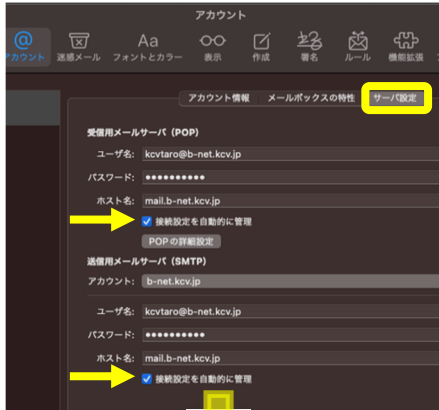 アカウント
アカウント 迷惑メール フォントとカラー 表示 作成 署名 ルール 機能拡張
アカウント情報 メールボックスの特性 サーバ設定
受信用メールサーバ (POP)
ユーザ名: kcvtaro@b-net.kcv.jp
パスワード: ••••••••••
ホスト名: mail.b-net.kcv.jp
接続設定を自動的に管理
POPの詳細設定
送信用メールサーバ (SMTP)
アカウント: b-net.kcv.jp
ユーザ名: kcvtaro@b-net.kcv.jp
パスワード: ••••••••••
ホスト名: mail.b-net.kcv.jp
接続設定を自動的に管理